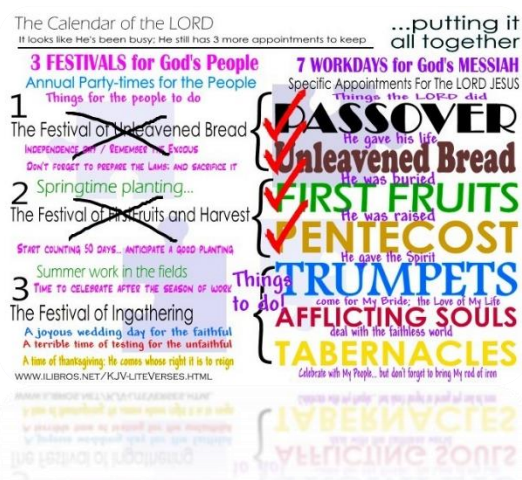 The Calendar of the LORD
It looks like He's been busy; He still has 3 more appointments to keep
...putting it
all together
3 FESTIVALS for God's People
Annual Party-times for the People
Things for the people to do
1
The Festival of Unleavened Bread
Independence day / Remember the Exodus
Don't forget to prepare the Lamb; and sacrifice it
2 Springtime planting...
The Festival of FirstFruits and Harvest
Start counting 50 days... anticipate a good planting
Summer work in the fields
3 Time to celebrate after the season of work
The Festival of Ingathering
A joyous wedding day for the faithful
A terrible time of testing for the unfaithful
A time of thanksgiving; He comes whose right it is to reign
www.ilibros.net/KJV-liteVerses.html
7 WORKDAYS for God's MESSIAH
Specific Appointments For The LORD JESUS
Things the LORD did
PASSOVER
He gave his life
Unleavened Bread
He was buried
FIRST FRUITS
He was raised
PENTECOST
He gave the Spirit
Things
to do!
TRUMPETS
come for My Bride; the Love of My Life
AFFLICTING SOULS
deal with the faithless world
TABERNACLES
Celebrate with My People... but don't forget to bring My rod of iron